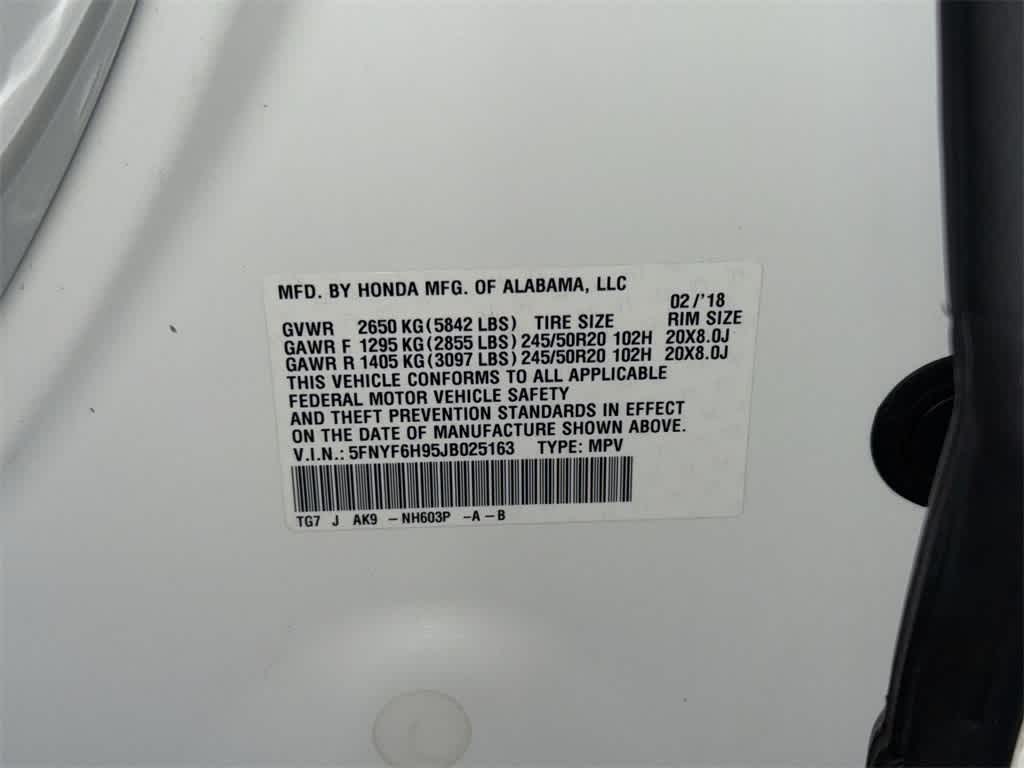 MFD. BY HONDA MFG. OF ALABAMA, LLC
02/'18
GVWR 2650 KG (5842 LBS) TIRE SIZE RIM SIZE
GAWR F 1295 KG (2855 LBS) 245/50R20 102H 20X8.0J
GAWR R 1405 KG (3097 LBS) 245/50R20 102H 20X8.0J
THIS VEHICLE CONFORMS TO ALL APPLICABLE
FEDERAL MOTOR VEHICLE SAFETY
AND THEFT PREVENTION STANDARDS IN EFFECT
ON THE DATE OF MANUFACTURE SHOWN ABOVE.
V.I.N.: 5FNYF6H95JB025163 TYPE: MPV
TG7 J AK9 -NH603P -A-B